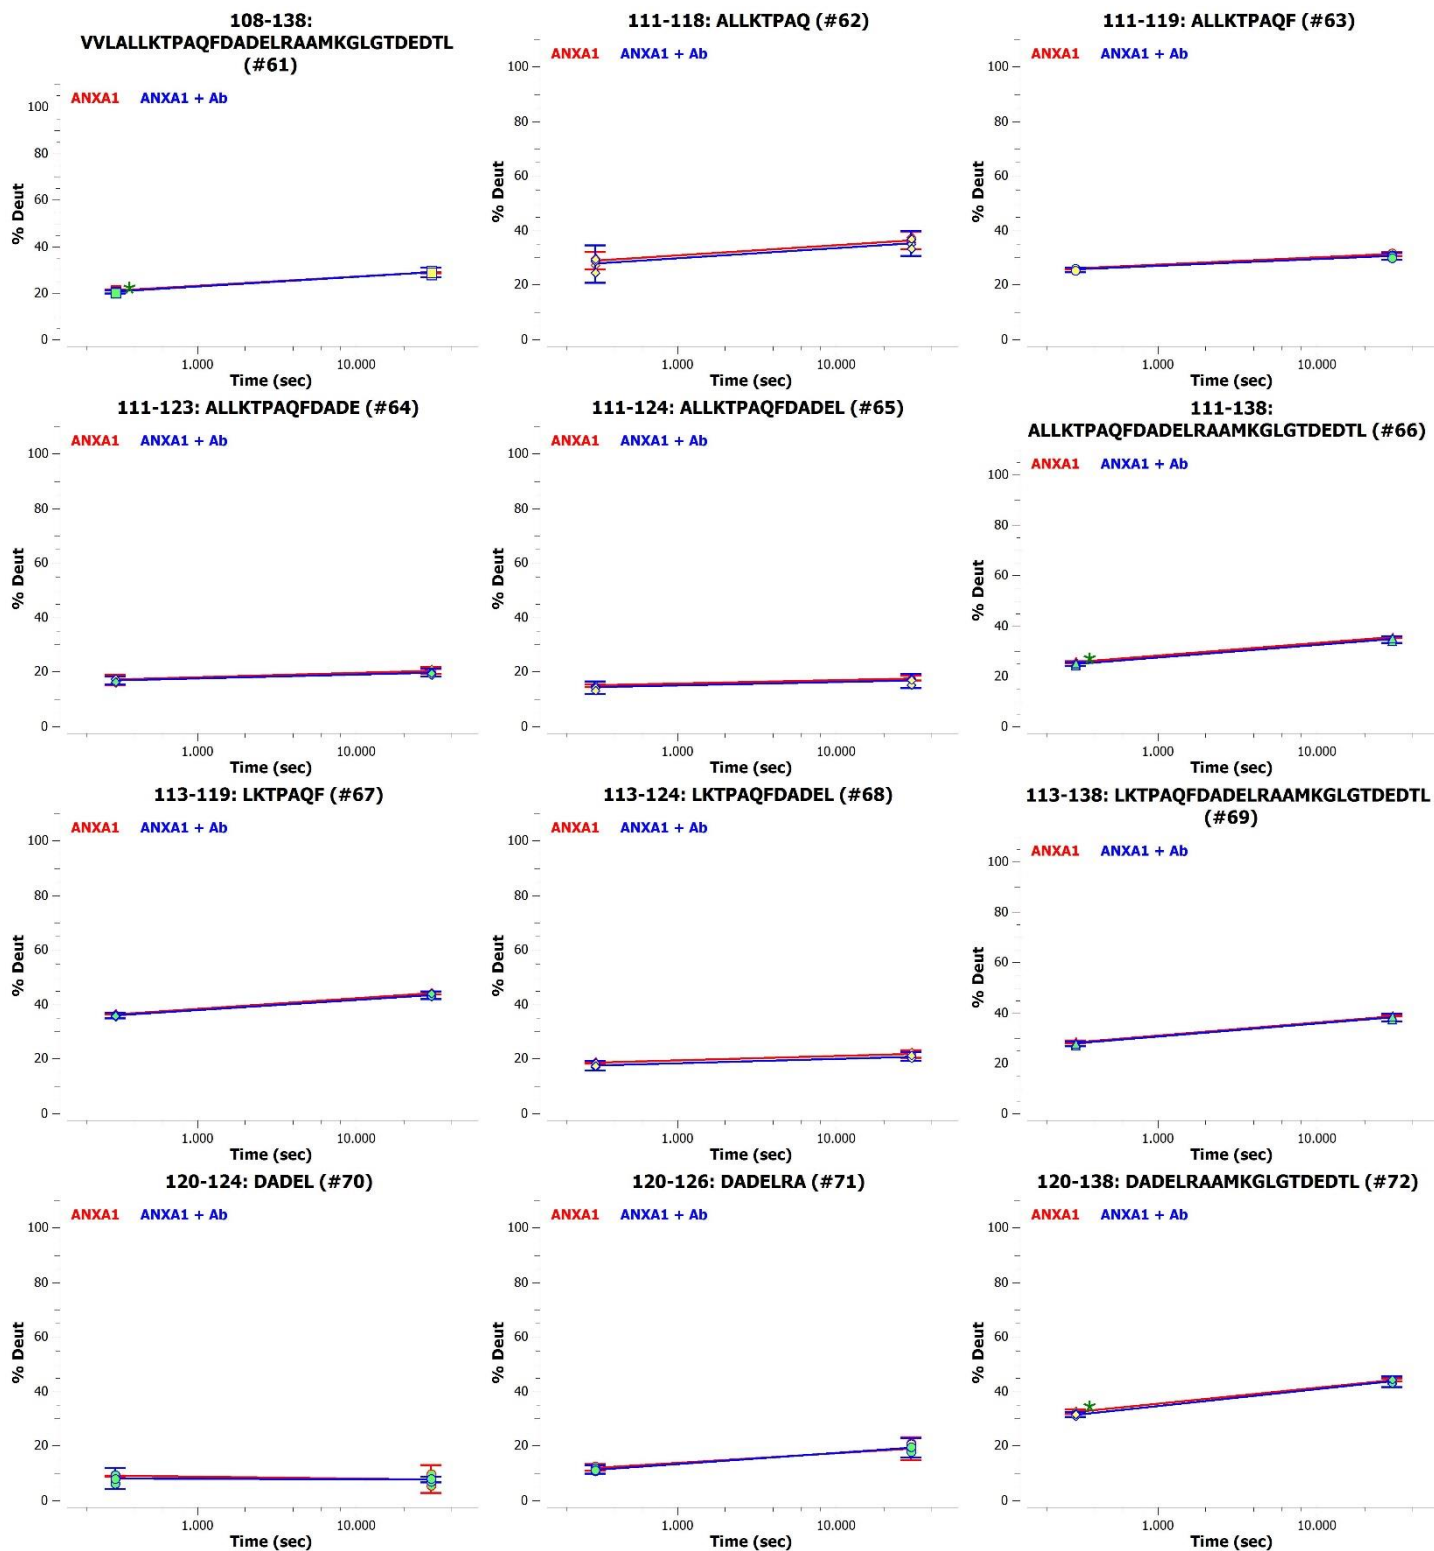 108-138:
VVLALLKTPAQFDADELRAAMKGLGTDEDTL
(#61)
ANXA1 ANXA1 + Ab
100
80
60
40
20
0
% Deut
1.000 10.000
Time (sec)
111-118: ALLKTPAQ (#62)
ANXA1 ANXA1 + Ab
100
80
60
40
20
0
% Deut
1.000 10.000
Time (sec)
111-119: ALLKTPAQF (#63)
ANXA1 ANXA1 + Ab
100
80
60
40
20
0
% Deut
1.000 10.000
Time (sec)
111-123: ALLKTPAQFDADE (#64)
ANXA1 ANXA1 + Ab
100
80
60
40
20
0
% Deut
1.000 10.000
Time (sec)
111-124: ALLKTPAQFDADEL (#65)
ANXA1 ANXA1 + Ab
100
80
60
40
20
0
% Deut
1.000 10.000
Time (sec)
111-138:
ALLKTPAQFDADELRAAMKGLGTDEDTL (#66)
ANXA1 ANXA1 + Ab
100
80
60
40
20
0
% Deut
1.000 10.000
Time (sec)
113-119: LKTPAQF (#67)
ANXA1 ANXA1 + Ab
100
80
60
40
20
0
% Deut
1.000 10.000
Time (sec)
113-124: LKTPAQFDADEL (#68)
ANXA1 ANXA1 + Ab
100
80
60
40
20
0
% Deut
1.000 10.000
Time (sec)
113-138: LKTPAQFDADELRAAMKGLGTDEDTL
(#69)
ANXA1 ANXA1 + Ab
100
80
60
40
20
0
% Deut
1.000 10.000
Time (sec)
120-124: DADEL (#70)
ANXA1 ANXA1 + Ab
100
80
60
40
20
0
% Deut
1.000 10.000
Time (sec)
120-126: DADELRA (#71)
ANXA1 ANXA1 + Ab
100
80
60
40
20
0
% Deut
1.000 10.000
Time (sec)
120-138: DADELRAAMKGLGTDEDTL (#72)
ANXA1 ANXA1 + Ab
100
80
60
40
20
0
% Deut
1.000 10.000
Time (sec)